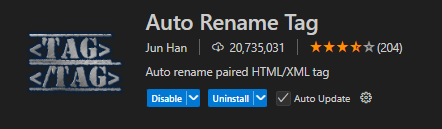 <TAG>
</TAG>
Auto Rename Tag
Jun Han | 20,735,031 | (204)
Auto rename paired HTML/XML tag
Disable Uninstall Auto Update